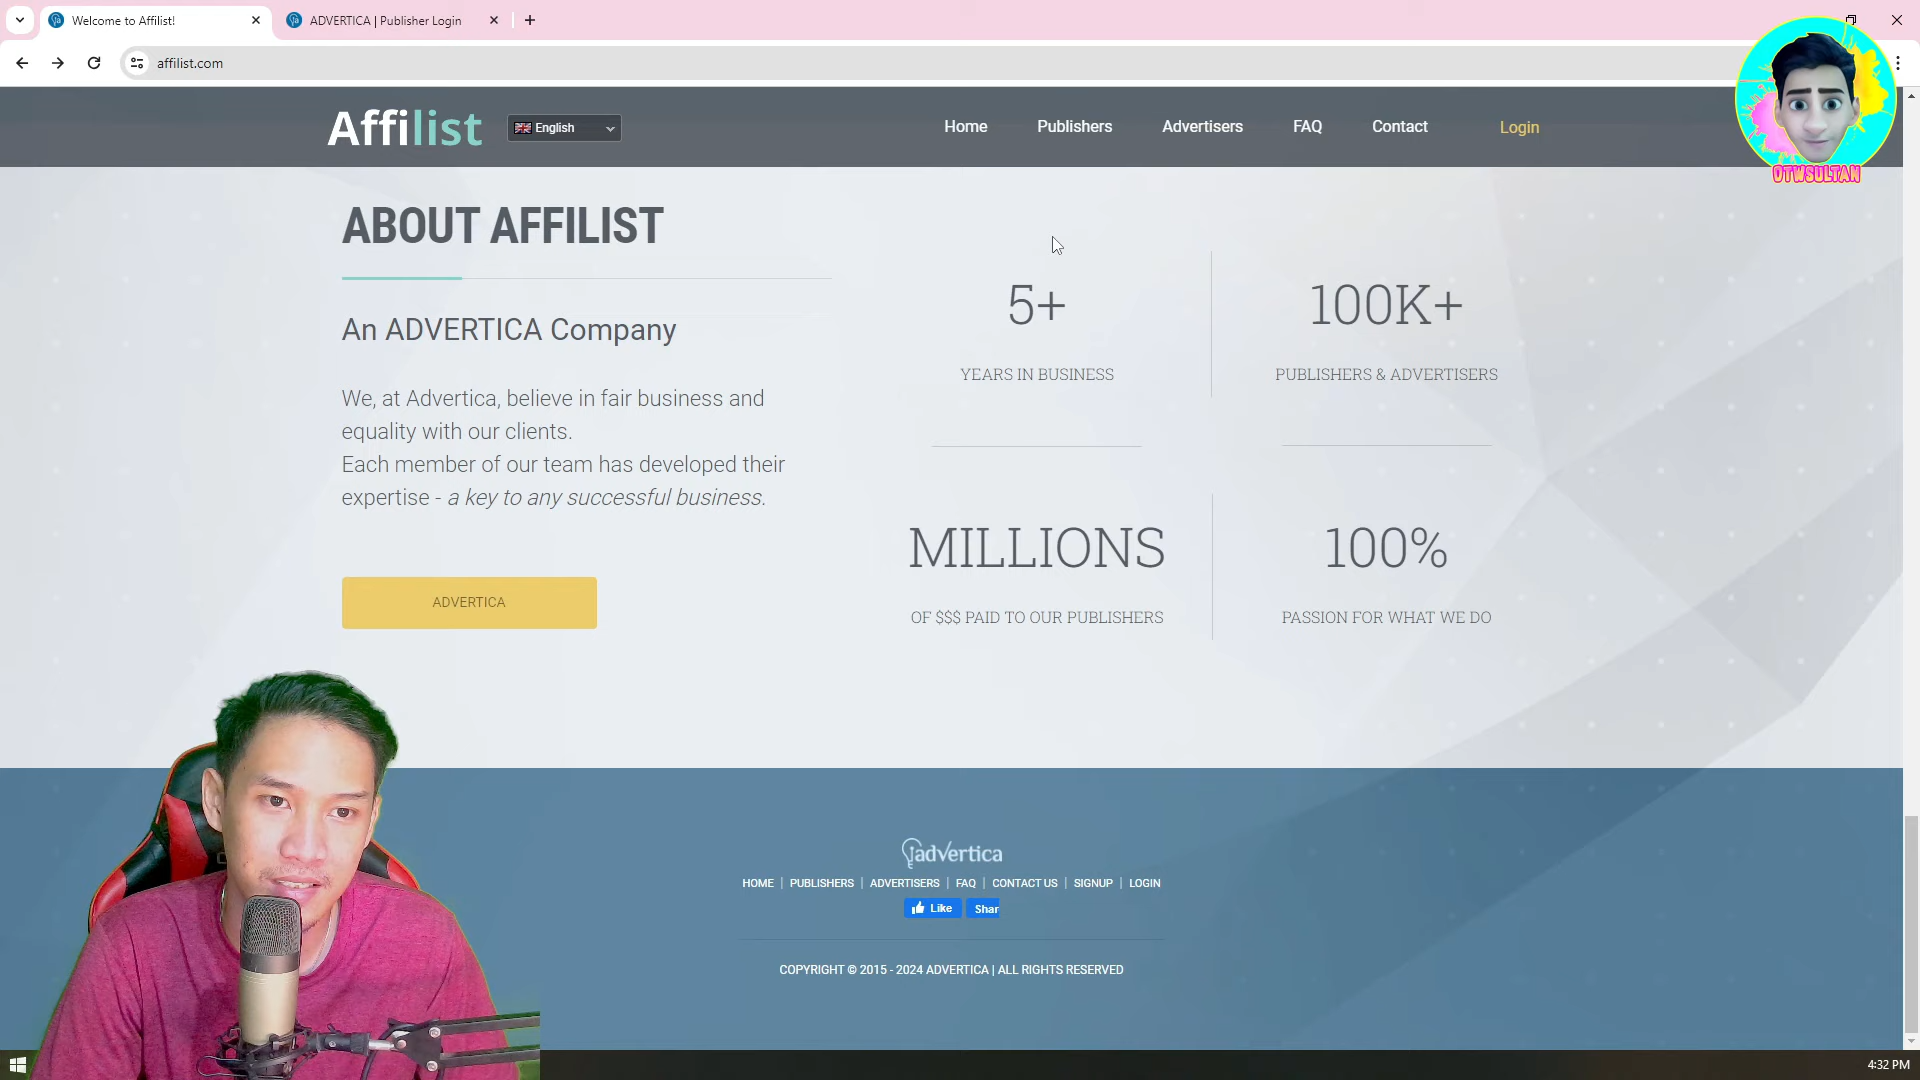 Welcome to Affilist!
ADVERTICA | Publisher Login
affilist.com
Affilist
English
Home
Publishers
Advertisers
FAQ
Contact
Login
OTWSULTAN
ABOUT AFFILIST
An ADVERTICA Company
We, at Advertica, believe in fair business and
equality with our clients.
Each member of our team has developed their
expertise - a key to any successful business.
ADVERTICA
5+
YEARS IN BUSINESS
100K+
PUBLISHERS & ADVERTISERS
MILLIONS
OF $$$ PAID TO OUR PUBLISHERS
100%
PASSION FOR WHAT WE DO
advertica
HOME | PUBLISHERS | ADVERTISERS | FAQ | CONTACT US | SIGNUP | LOGIN
Like
Shar
COPYRIGHT © 2015 - 2024 ADVERTICA | ALL RIGHTS RESERVED
4:32 PM